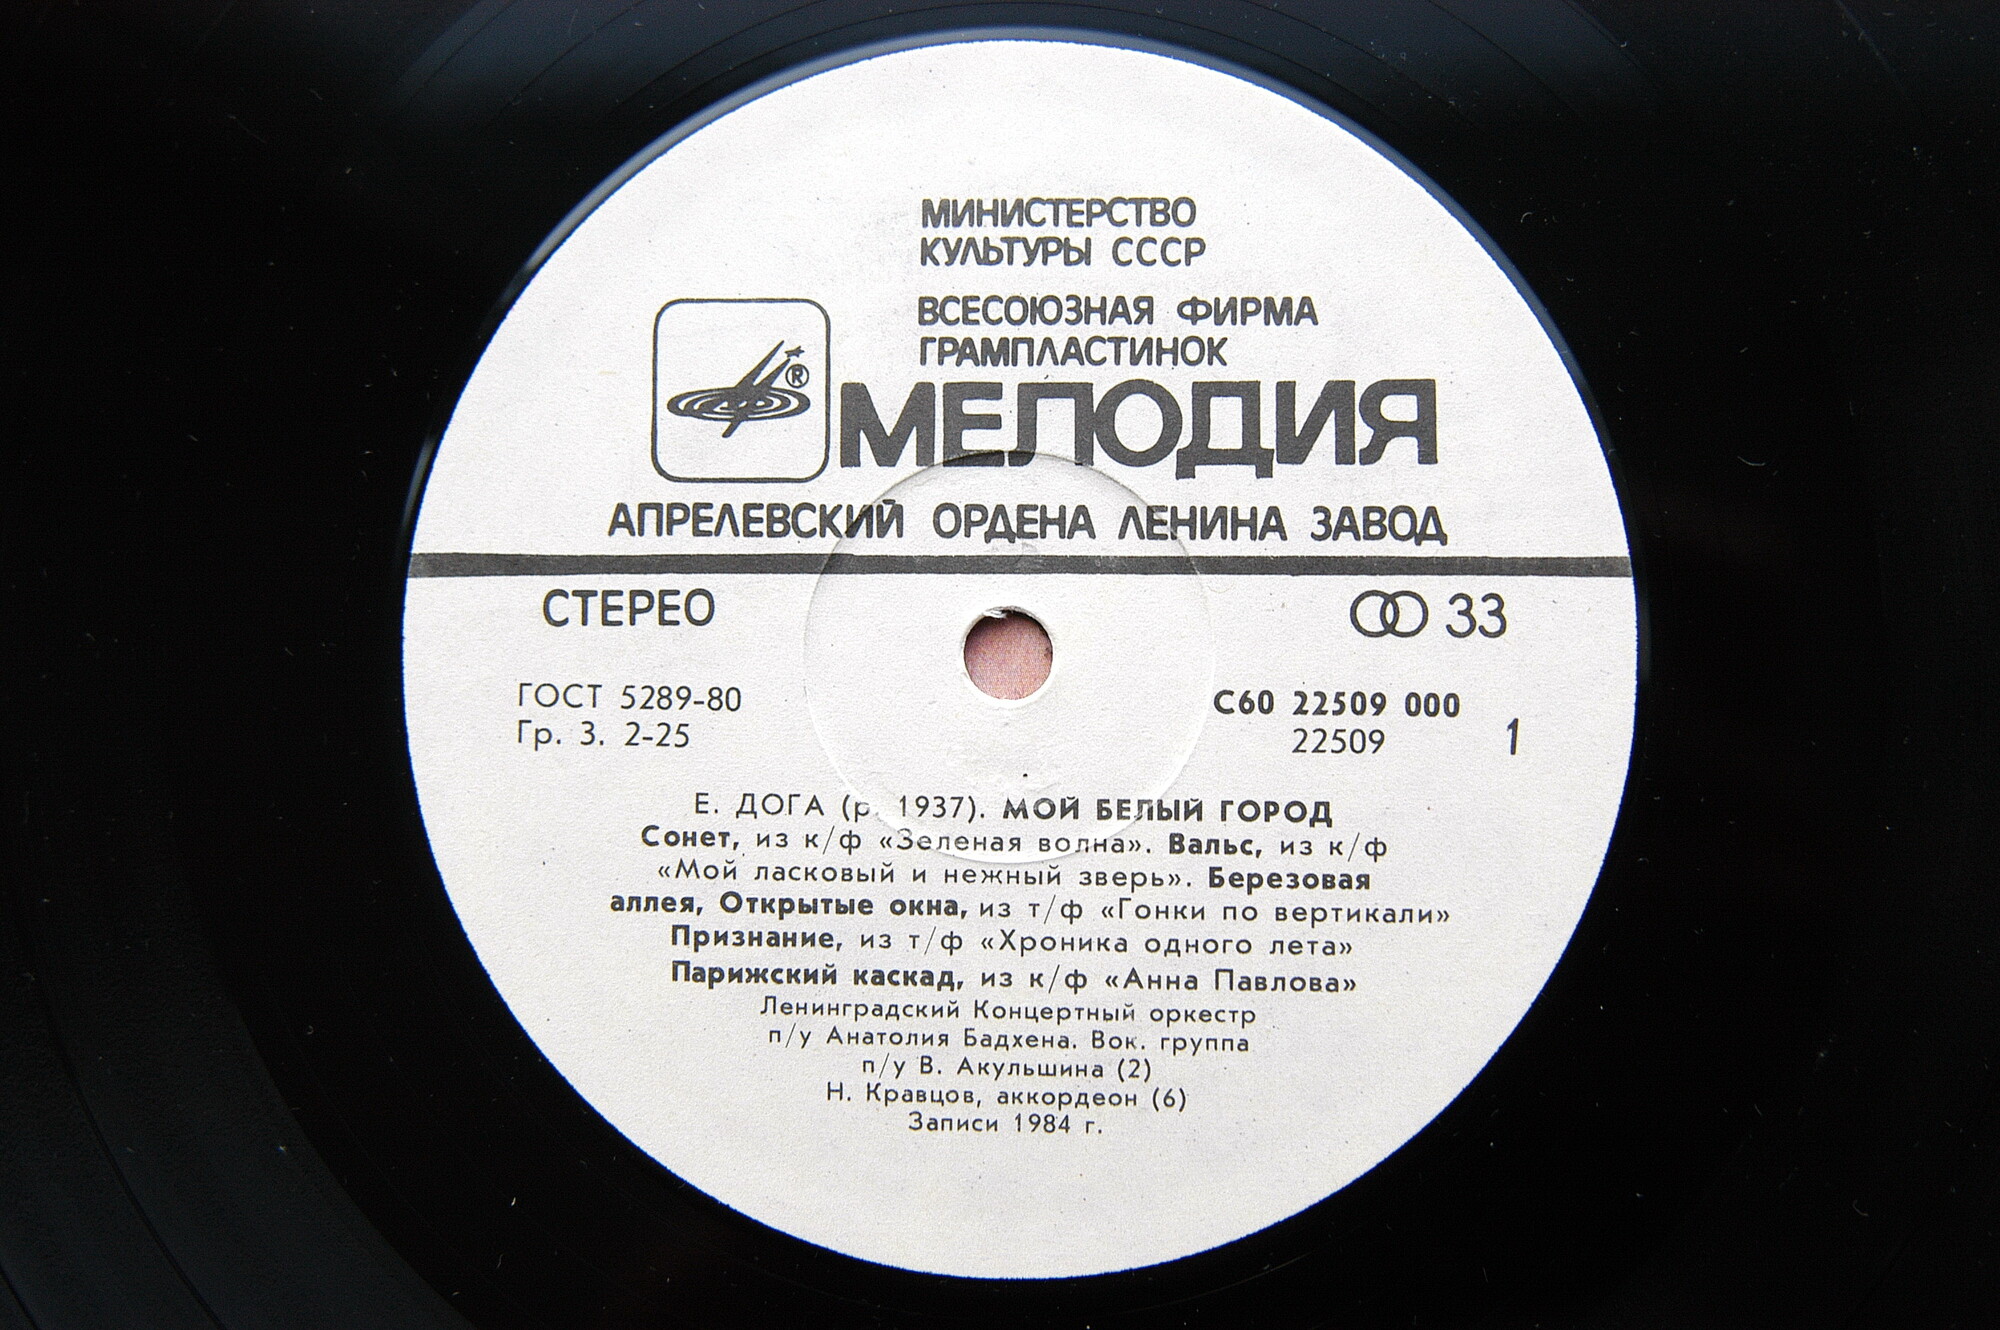 МИНИСТЕРСТВО
КУЛЬТУРЫ СССР
ВСЕСОЮЗНАЯ ФИРМА
ГРАМПЛАСТИНОК
®
МЕЛОДИЯ
АПРЕЛЕВСКИЙ ОРДЕНА ЛЕНИНА ЗАВОД
СТЕРЕО
33
ГОСТ 5289-80
Гр. 3. 2-25
С60 22509 000
22509
1
Е. ДОГА (р. 1937). МОЙ БЕЛЫЙ ГОРОД
Сонет, из к/ф «Зеленая волна». Вальс, из к/ф
«Мой ласковый и нежный зверь». Березовая
аллея, Открытые окна, из т/ф «Гонки по вертикали»
Признание, из т/ф «Хроника одного лета»
Парижский каскад, из к/ф «Анна Павлова»
Ленинградский Концертный оркестр
п/у Анатолия Бадхена. Вок. группа
п/у В. Акульшина (2)
Н. Кравцов, аккордеон (6)
Записи 1984 г.